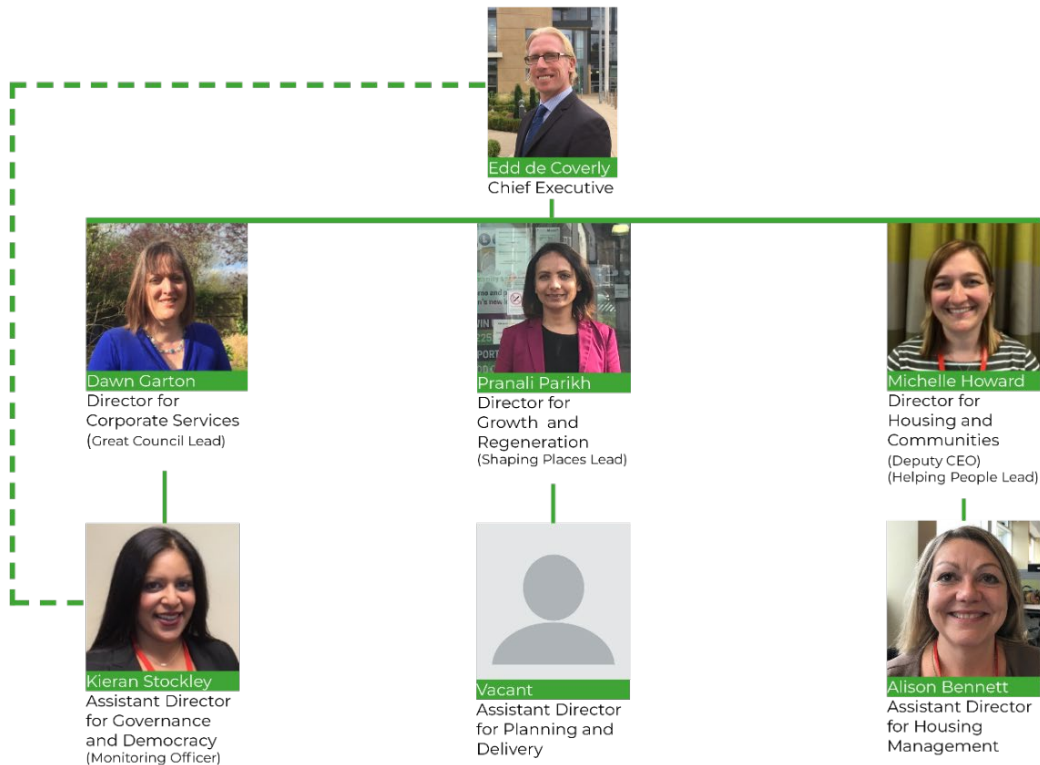 Edd de Coverly
Chief Executive
Dawn Garton
Director for
Corporate Services
(Great Council Lead)
Pranali Parikh
Director for
Growth and
Regeneration
(Shaping Places Lead)
Michelle Howard
Director for
Housing and
Communities
(Deputy CEO)
(Helping People Lead)
Kieran Stockley
Assistant Director
for Governance
and Democracy
(Monitoring Officer)
Vacant
Assistant Director
for Planning and
Delivery
Alison Bennett
Assistant Director
for Housing
Management